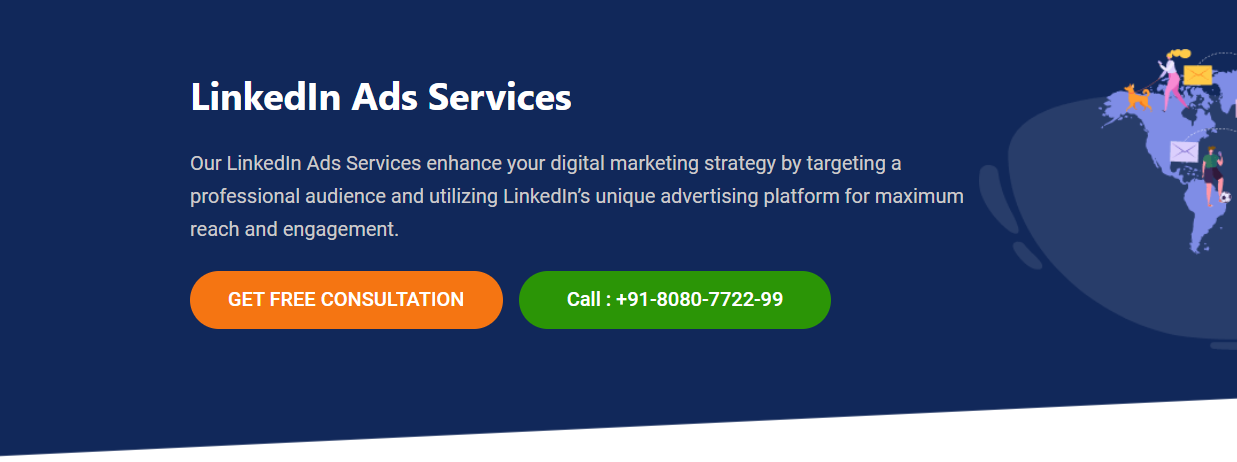 LinkedIn Ads Services
Our LinkedIn Ads Services enhance your digital marketing strategy by targeting a
professional audience and utilizing LinkedIn’s unique advertising platform for maximum
reach and engagement.
GET FREE CONSULTATION
Call : +91-8080-7722-99